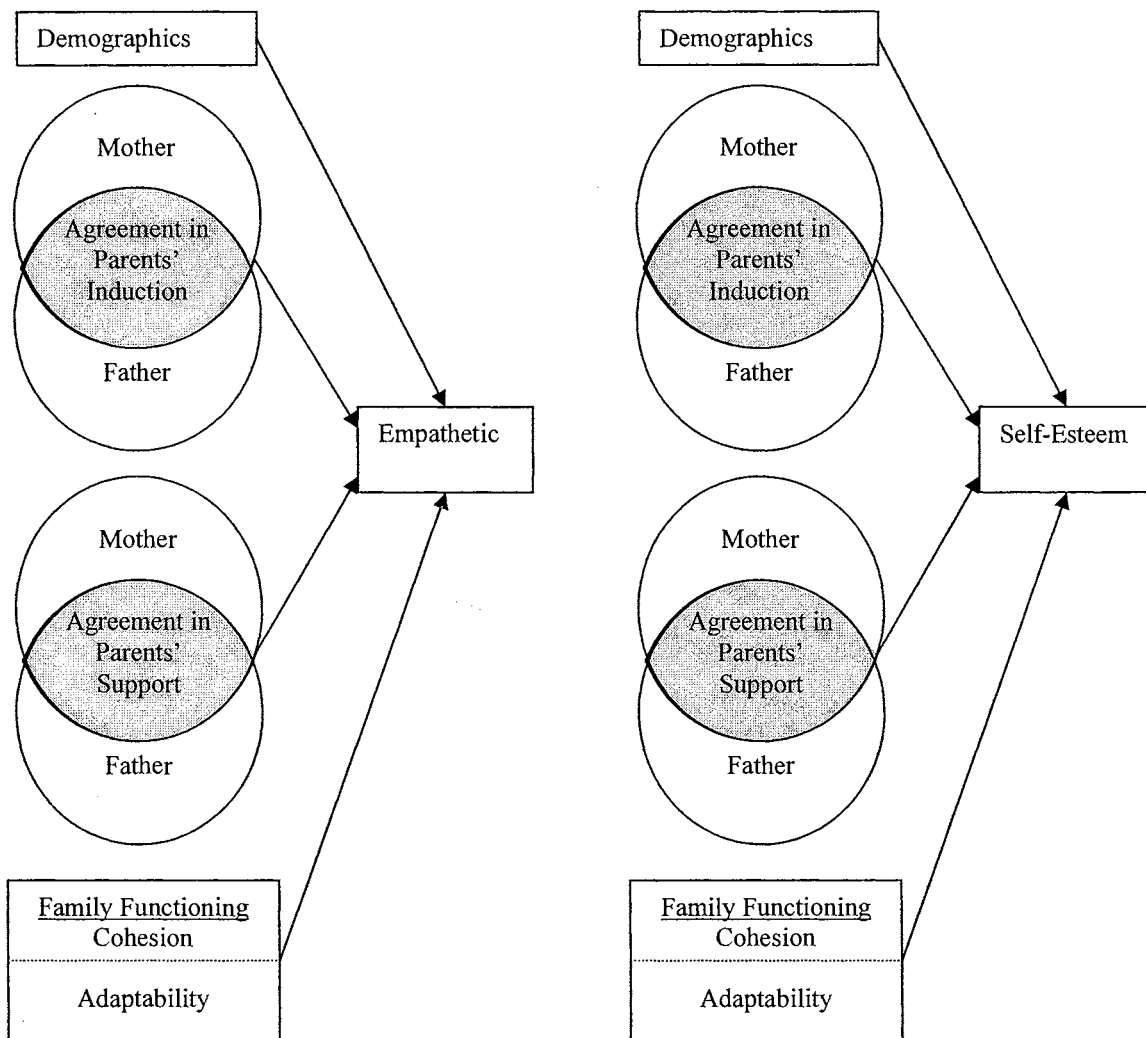 Demographics
Mother
Agreement in
Parents'
Induction
Father
Empathetic
Mother
Agreement in
Parents'
Support
Father
Family Functioning
Cohesion
Adaptability
Demographics
Mother
Agreement in
Parents'
Induction
Father
Self-Esteem
Mother
Agreement in
Parents'
Support
Father
Family Functioning
Cohesion
Adaptability